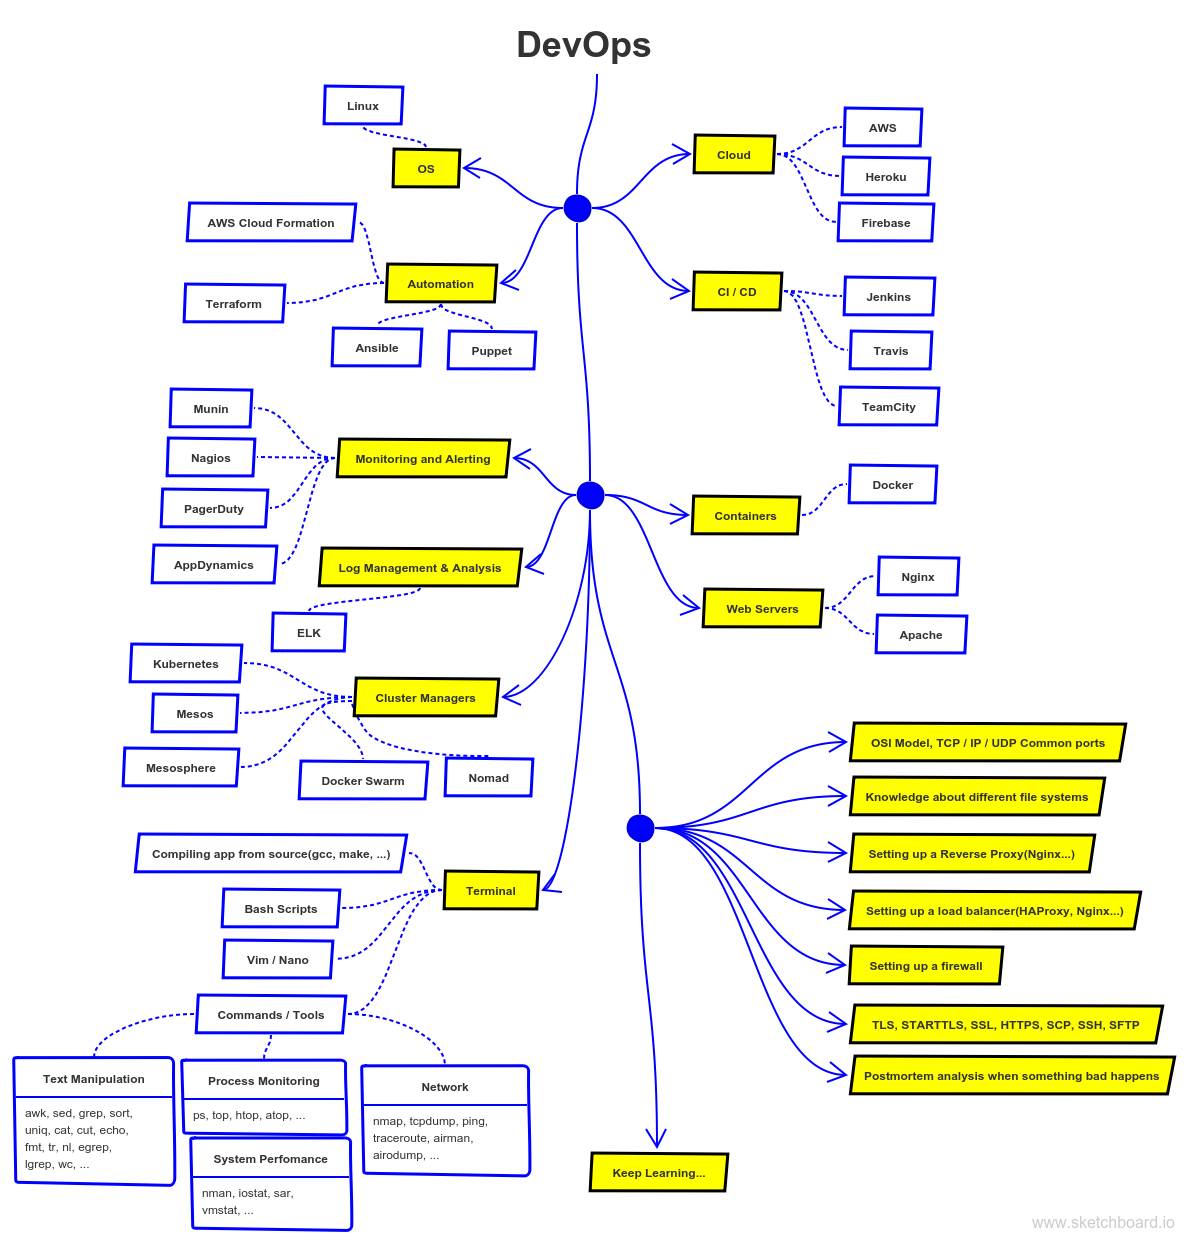 DevOps
Linux
OS
AWS Cloud Formation
Automation
Terraform
Ansible
Puppet
Cloud
AWS
Heroku
Firebase
CI / CD
Jenkins
Travis
TeamCity
Munin
Nagios
PagerDuty
AppDynamics
Monitoring and Alerting
Log Management & Analysis
ELK
Containers
Docker
Web Servers
Nginx
Apache
Kubernetes
Mesos
Mesosphere
Cluster Managers
Docker Swarm
Nomad
OSI Model, TCP / IP / UDP Common ports
Knowledge about different file systems
Setting up a Reverse Proxy(Nginx...)
Setting up a load balancer(HAProxy, Nginx...)
Setting up a firewall
TLS, STARTTLS, SSL, HTTPS, SCP, SSH, SFTP
Postmortem analysis when something bad happens
Compiling app from source(gcc, make, ...)
Terminal
Bash Scripts
Vim / Nano
Commands / Tools
Text Manipulation
awk, sed, grep, sort,
uniq, cat, cut, echo,
fmt, tr, nl, egrep,
lgrep, wc, ...
Process Monitoring
ps, top, htop, atop, ...
System Perfomance
nman, iostat, sar,
vmstat, ...
Network
nmap, tcpdump, ping,
traceroute, airman,
airodump, ...
Keep Learning...
www.sketchboard.io